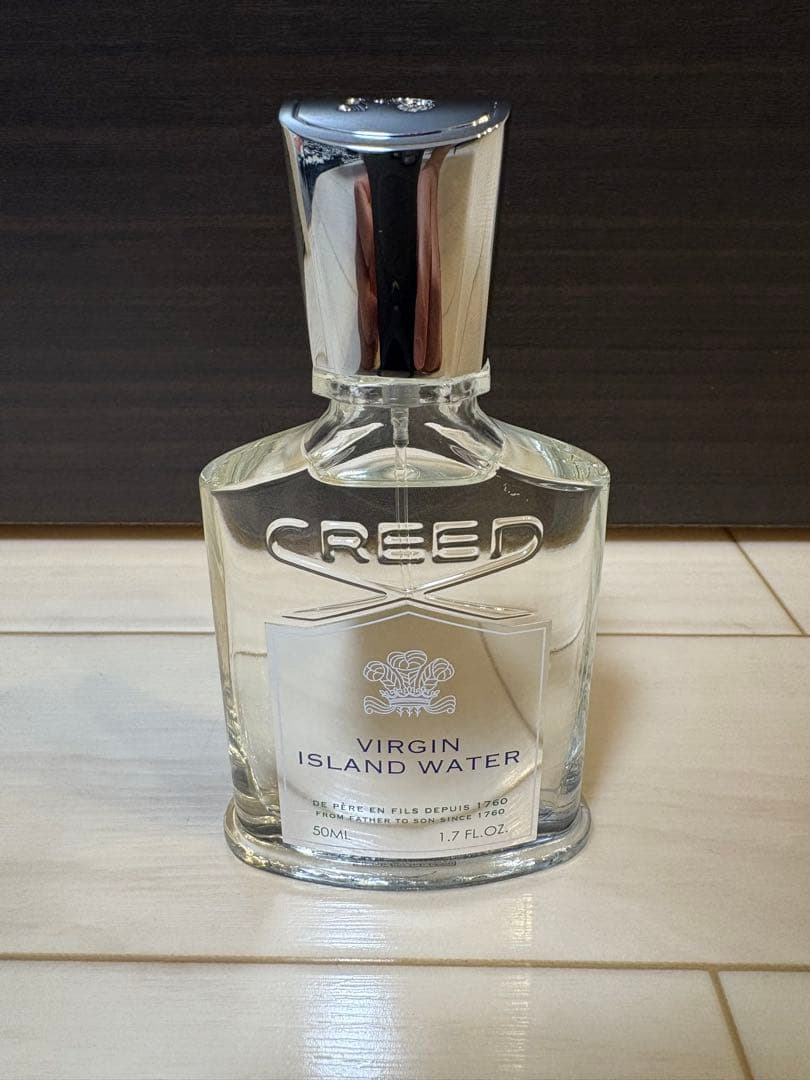 CREED
VIRGIN
ISLAND WATER
DE PÈRE EN FILS DEPUIS 1760
FROM FATHER TO SON SINCE 1760
50ML 1.7 FL.OZ.